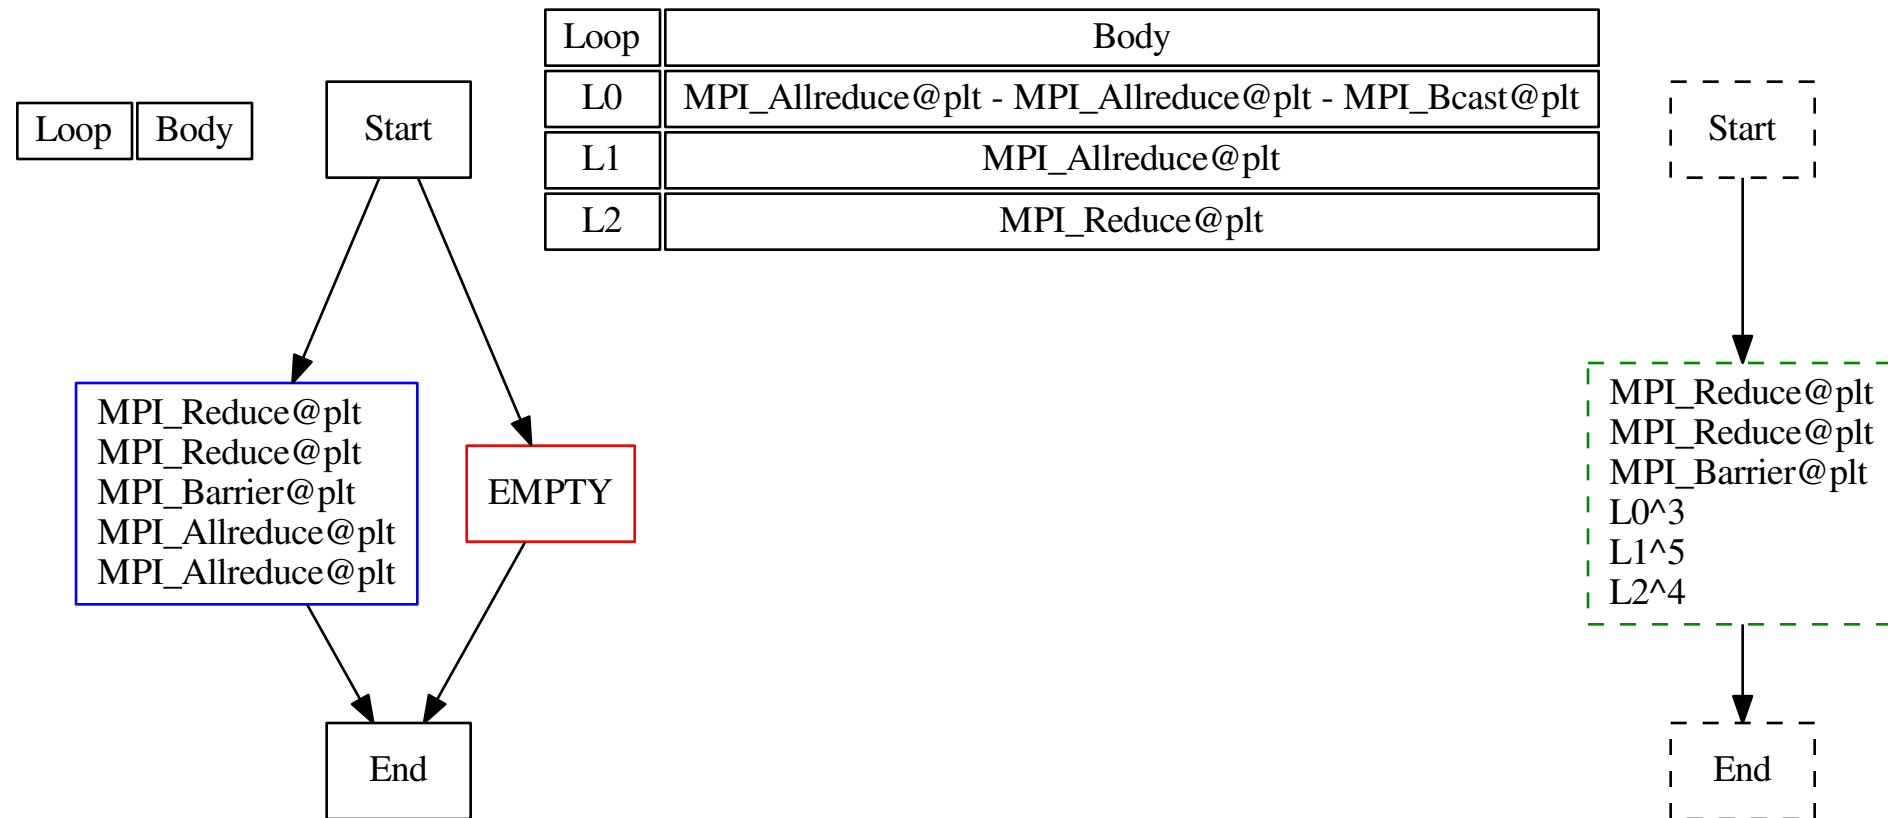 Loop Body
Start
MPI_Reduce@plt
MPI_Reduce@plt
MPI_Barrier@plt
MPI_Allreduce@plt
MPI_Allreduce@plt
EMPTY
End
Loop Body
L0 MPI_Allreduce@plt - MPI_Allreduce@plt - MPI_Bcast@plt
L1 MPI_Allreduce@plt
L2 MPI_Reduce@plt
Start
MPI_Reduce@plt
MPI_Reduce@plt
MPI_Barrier@plt
L0^3
L1^5
L2^4
End